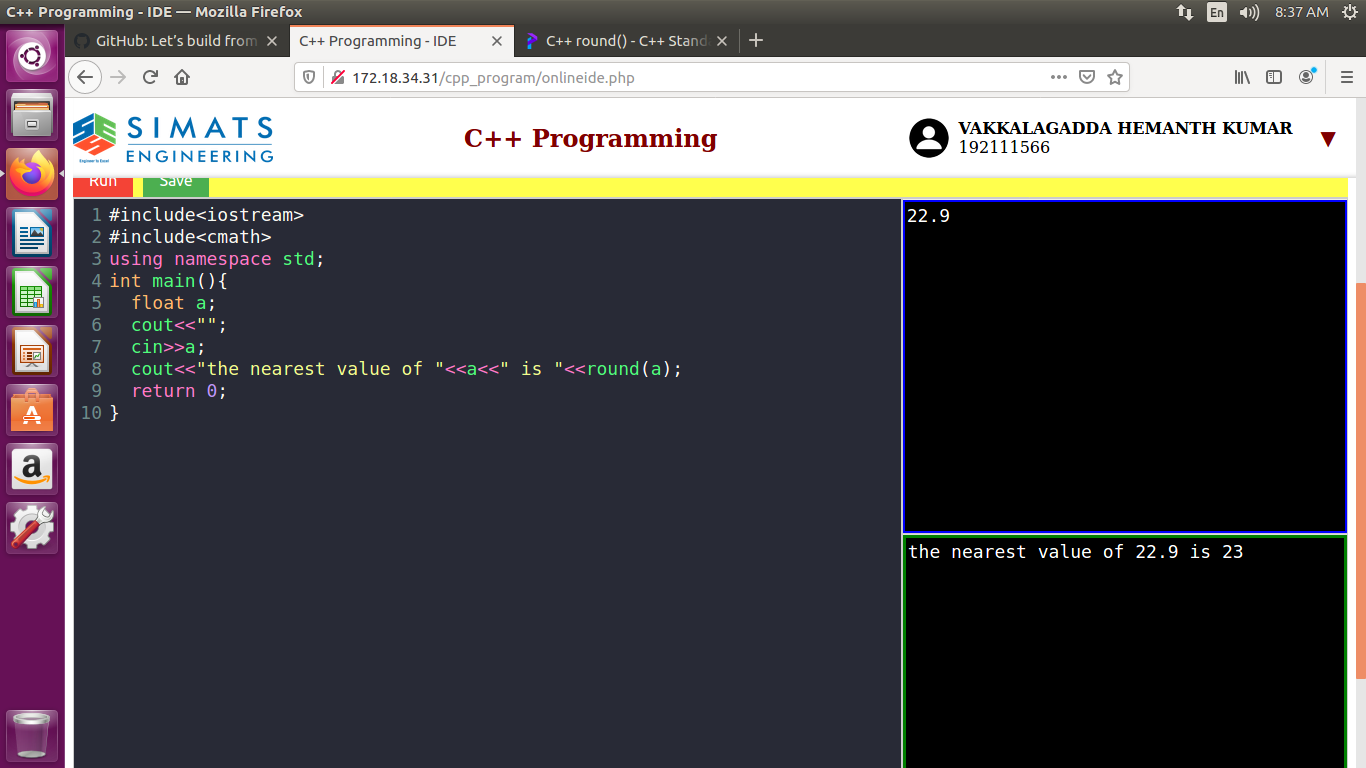 C++ Programming - IDE — Mozilla Firefox
En
8:37 AM
GitHub: Let's build from
C++ Programming - IDE
C++ round() - C++ Stand
172.18.34.31/cpp_program/onlineide.php
SIMATS
ENGINEERING
Engineer to Excel
C++ Programming
VAKKALAGADDA HEMANTH KUMAR
192111566
Run
Save
1 #include<iostream>
2 #include<cmath>
3 using namespace std;
4 int main(){
5 float a;
6 cout<<"";
7 cin>>a;
8 cout<<"the nearest value of "<<a<<" is "<<round(a);
9 return 0;
10 }
22.9
the nearest value of 22.9 is 23